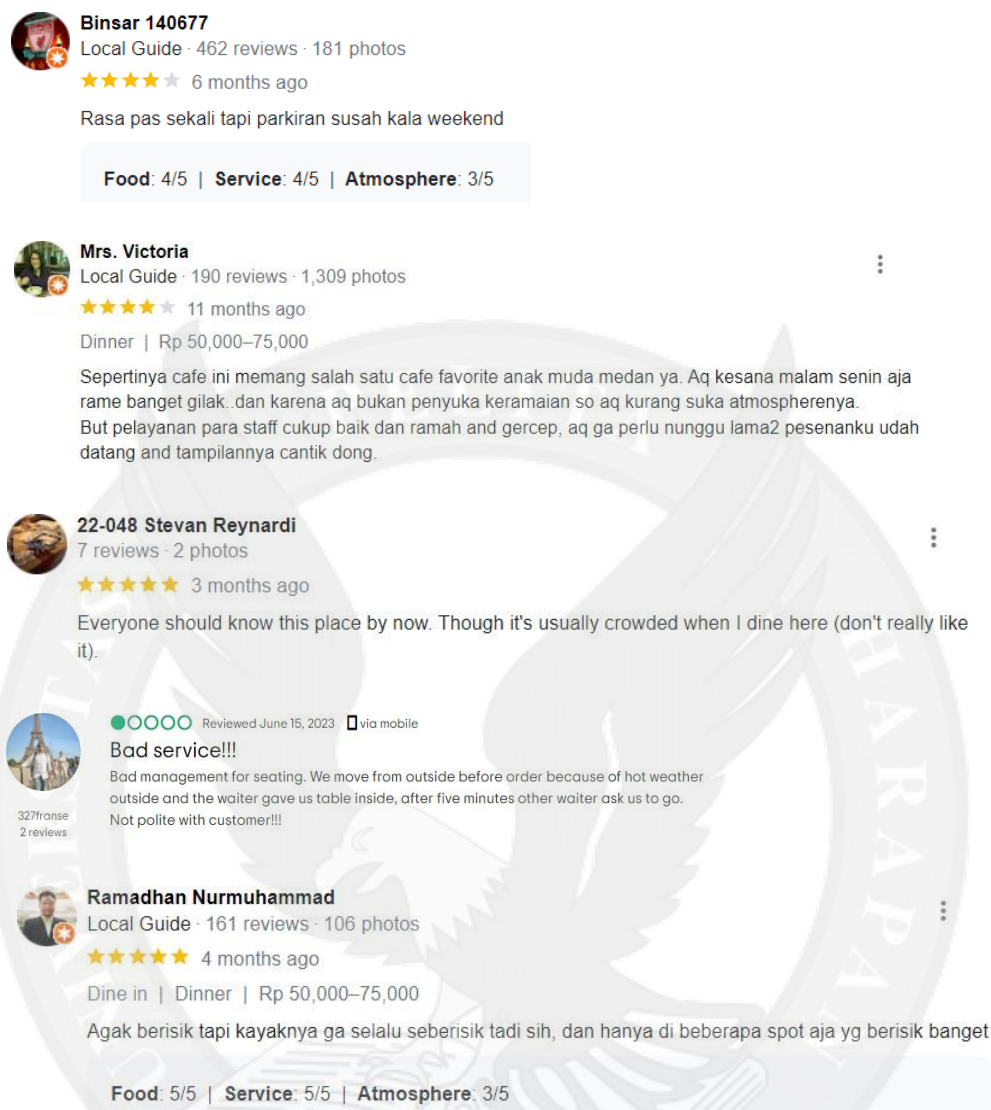 Binsar 140677
Local Guide · 462 reviews · 181 photos
6 months ago
Rasa pas sekali tapi parkiran susah kala weekend
Food: 4/5 | Service: 4/5 | Atmosphere: 3/5
Mrs. Victoria
Local Guide · 190 reviews · 1,309 photos
11 months ago
Dinner | Rp 50,000–75,000
Sepertinya cafe ini memang salah satu cafe favorite anak muda medan ya. Aq kesana malam senin aja
rame banget gilak..dan karena aq bukan penyuka keramaian so aq kurang suka atmospherenya.
But pelayanan para staff cukup baik dan ramah and gercep, aq ga perlu nunggu lama2 pesenanku udah
datang and tampilannya cantik dong.
22-048 Stevan Reynardi
7 reviews · 2 photos
3 months ago
Everyone should know this place by now. Though it's usually crowded when I dine here (don't really like
it).
Reviewed June 15, 2023 via mobile
Bad service!!!
Bad management for seating. We move from outside before order because of hot weather
outside and the waiter gave us table inside, after five minutes other waiter ask us to go.
Not polite with customer!!!
327franse
2 reviews
Ramadhan Nurmuhammad
Local Guide · 161 reviews · 106 photos
4 months ago
Dine in | Dinner | Rp 50,000–75,000
Agak berisik tapi kayaknya ga selalu seberisik tadi sih, dan hanya di beberapa spot aja yg berisik banget
Food: 5/5 | Service: 5/5 | Atmosphere: 3/5